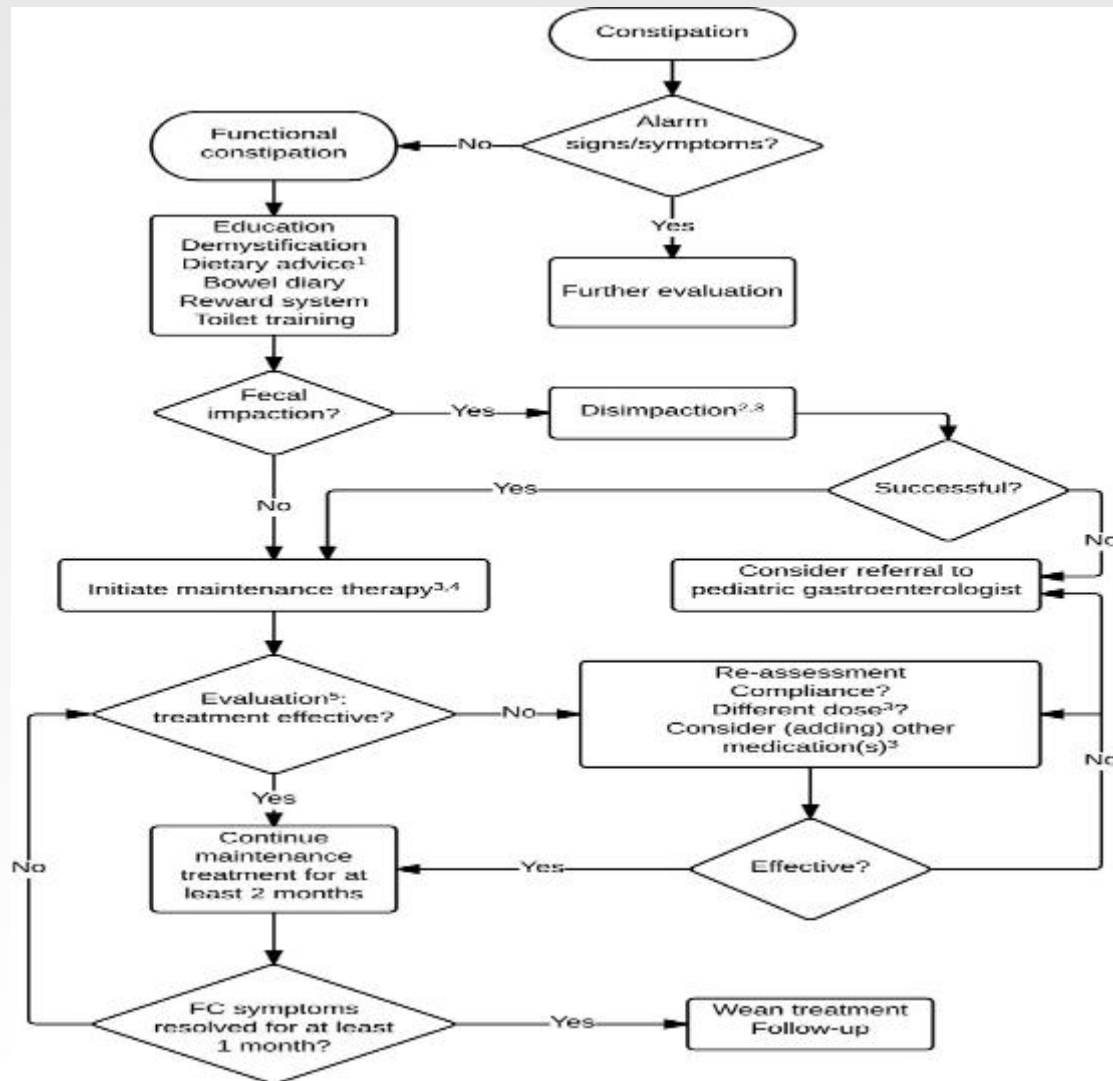 Constipation
Alarm
signs/symptoms?
No
Functional
constipation
Yes
Education
Demystification
Dietary advice¹
Bowel diary
Reward system
Toilet training
Further evaluation
Fecal
impaction?
Yes
Disimpaction²,³
No
Yes
Successful?
No
Initiate maintenance therapy³,⁴
Consider referral to
pediatric gastroenterologist
Evaluation⁵:
treatment effective?
No
Re-assessment
Compliance?
Different dose³?
Consider (adding) other
medication(s)³
No
Yes
Continue
maintenance
treatment for at
least 2 months
Yes
Effective?
No
FC symptoms
resolved for at least
1 month?
Yes
Wean treatment
Follow-up